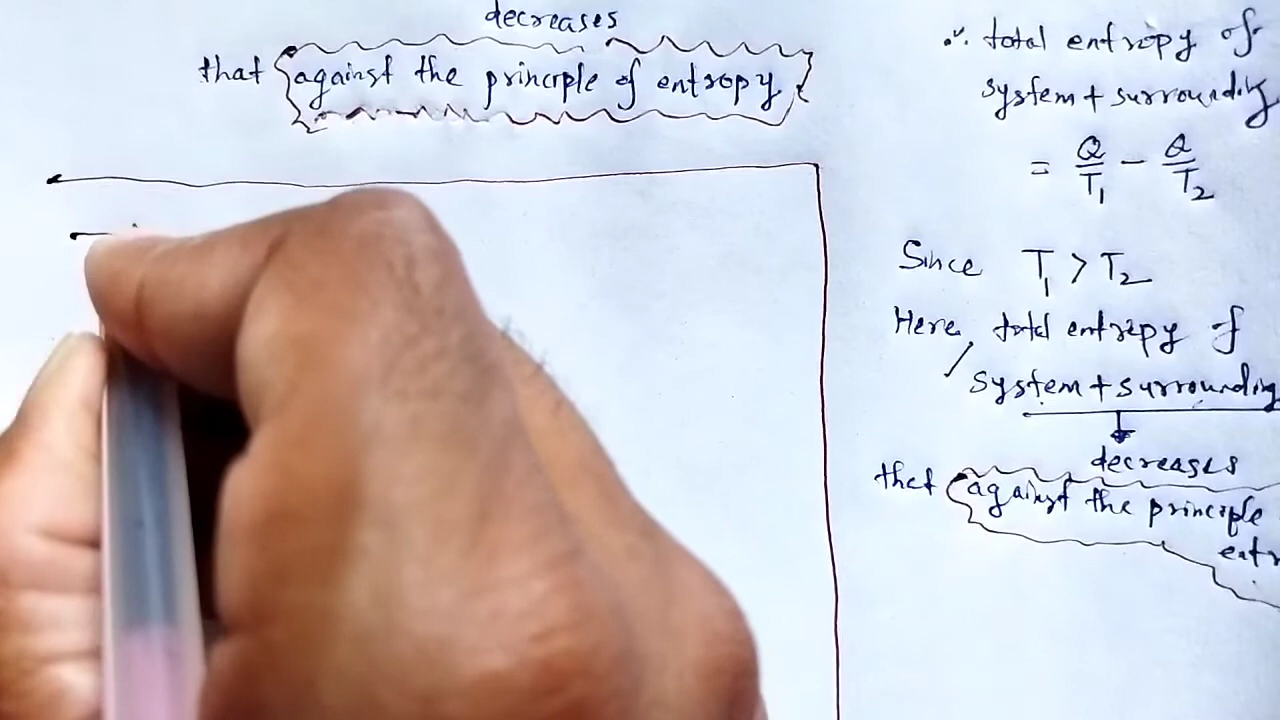 decreases
that against the principle of entropy
∴ total entropy of
system + surrounding
= Q/T₁ - Q/T₂
Since T₁ > T₂
Here, total entropy of
system + surrounding
decreases
that against the principle